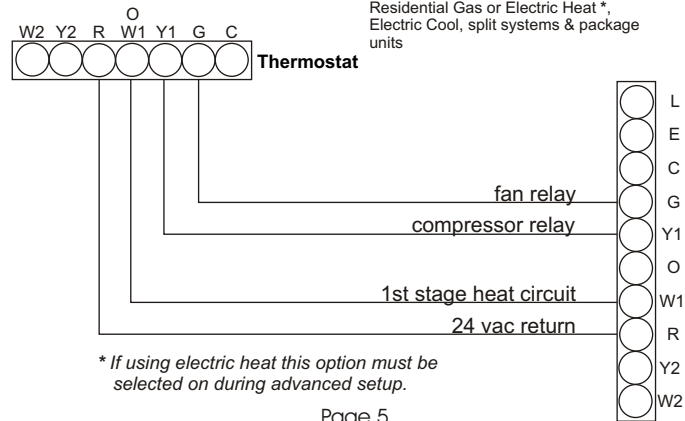 Residential Gas or Electric Heat *,
Electric Cool, split systems & package
units
O
W2 Y2 R W1 Y1 G C
Thermostat
L
E
C
fan relay G
compressor relay Y1
O
1st stage heat circuit W1
24 vac return R
* If using electric heat this option must be
selected on during advanced setup.
Y2
W2
Page 5